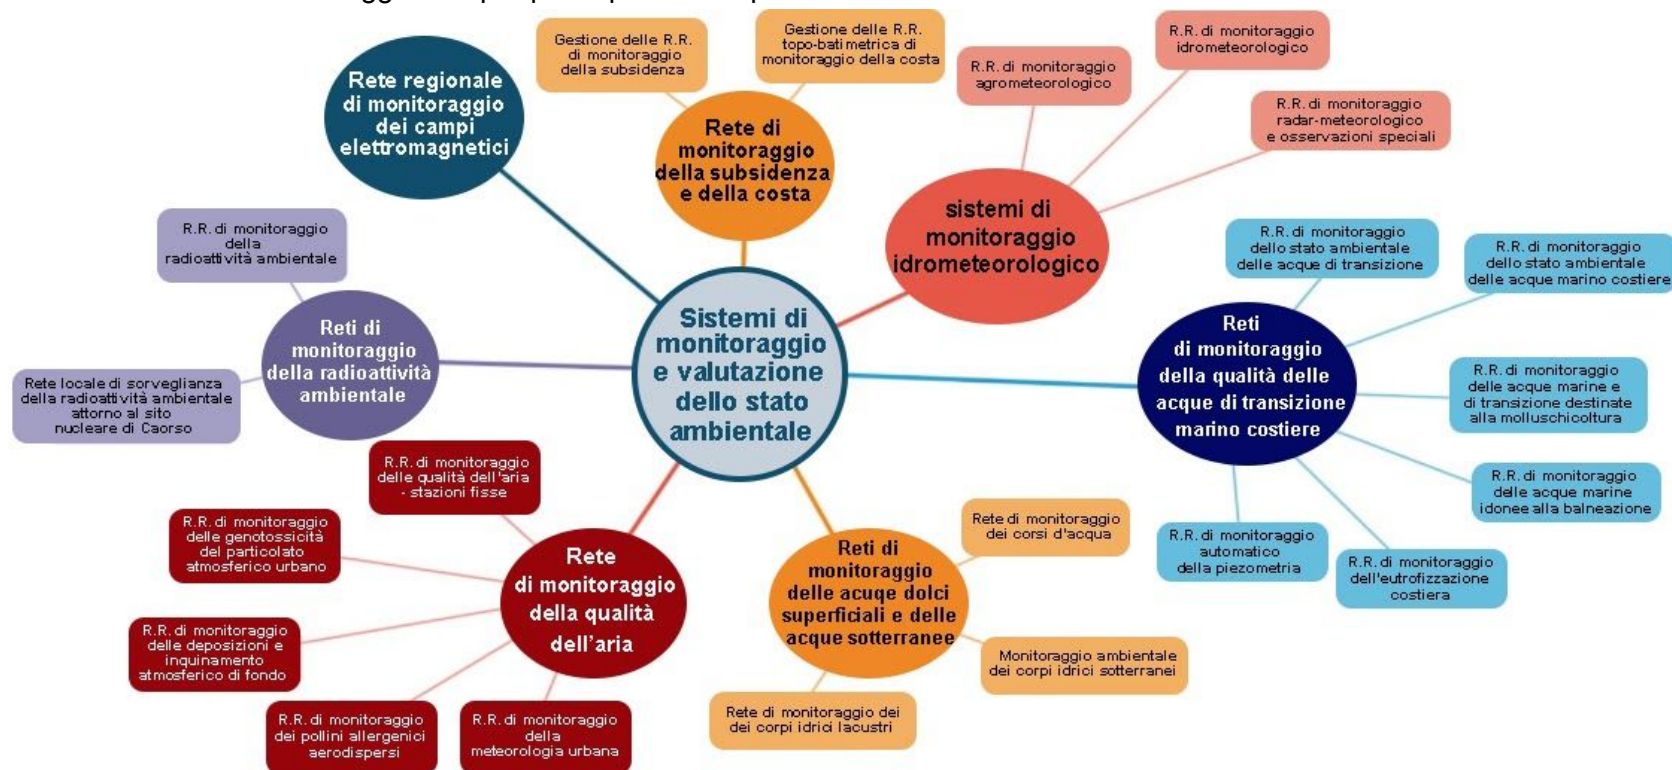 Rete regionale
di monitoraggio
dei campi
elettromagnetici
Gestione delle R.R.
di monitoraggio
della subsidenza
Gestione delle R.R.
topo-batimetrica di
monitoraggio della costa
Rete di
monitoraggio
della subsidenza
e della costa
R.R. di monitoraggio
agrometeorologico
R.R. di monitoraggio
idrometeorologico
R.R. di monitoraggio
radar-meteorologico
e osservazioni speciali
sistemi di
monitoraggio
idrometeorologico
R.R. di monitoraggio
della
radioattività ambientale
Reti di
monitoraggio
della radioattività
ambientale
Rete locale di sorveglianza
della radioattività ambientale
attorno al sito
nucleare di Caorso
Sistemi di
monitoraggio
e valutazione
dello stato
ambientale
R.R. di monitoraggio
dello stato ambientale
delle acque di transizione
R.R. di monitoraggio
dello stato ambientale
delle acque marino costiere
Reti
di monitoraggio
della qualità delle
acque di transizione
marino costiere
R.R. di monitoraggio
delle acque marine e
di transizione destinate
alla molluschicoltura
R.R. di monitoraggio
delle acque marine
idonee alla balneazione
R.R. di monitoraggio
dell'eutrofizzazione
costiera
R.R. di monitoraggio
automatico
della piezometria
R.R. di monitoraggio
delle qualità dell'aria
- stazioni fisse
R.R. di monitoraggio
delle genotossicità
del particolato
atmosferico urbano
Rete
di monitoraggio
della qualità
dell'aria
R.R. di monitoraggio
delle deposizioni e
inquinamento
atmosferico di fondo
R.R. di monitoraggio
dei pollini allergenici
aerodispersi
R.R. di monitoraggio
della
meteorologia urbana
Reti di
monitoraggio
delle acuqe dolci
superficiali e delle
acque sotterranee
Rete di monitoraggio
dei corsi d'acqua
Monitoraggio ambientale
dei corpi idrici sotterranei
Rete di monitoraggio dei
dei corpi idrici lacustri